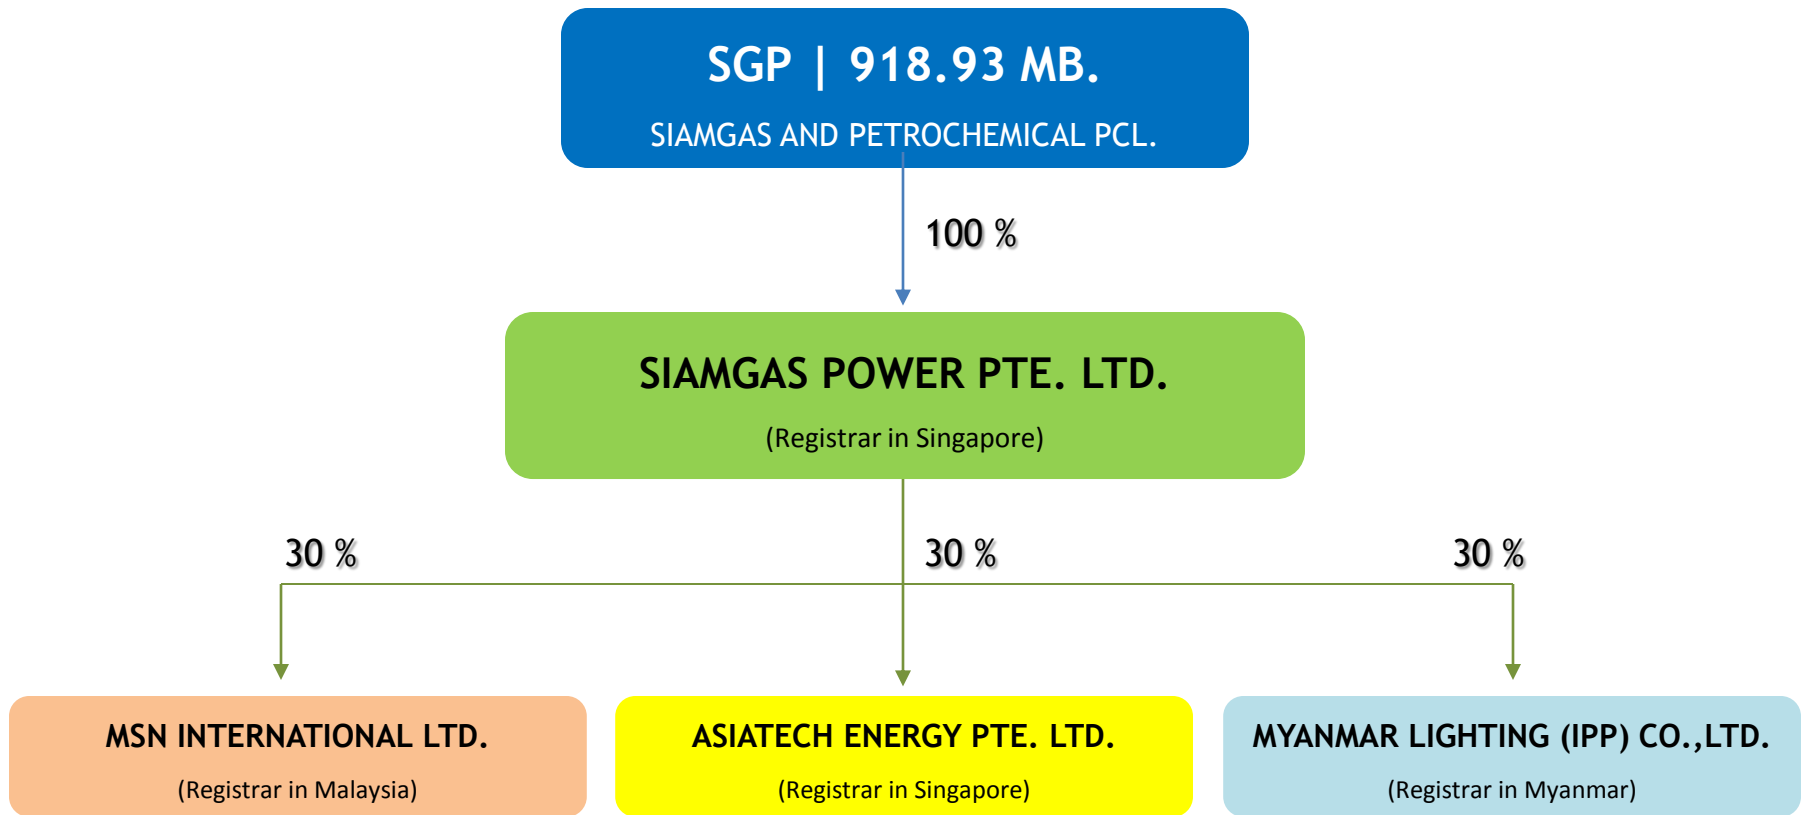 SGP | 918.93 MB.
SIAMGAS AND PETROCHEMICAL PCL.
100 %
SIAMGAS POWER PTE. LTD.
(Registrar in Singapore)
30 %
30 %
30 %
MSN INTERNATIONAL LTD.
(Registrar in Malaysia)
ASIATECH ENERGY PTE. LTD.
(Registrar in Singapore)
MYANMAR LIGHTING (IPP) CO.,LTD.
(Registrar in Myanmar)